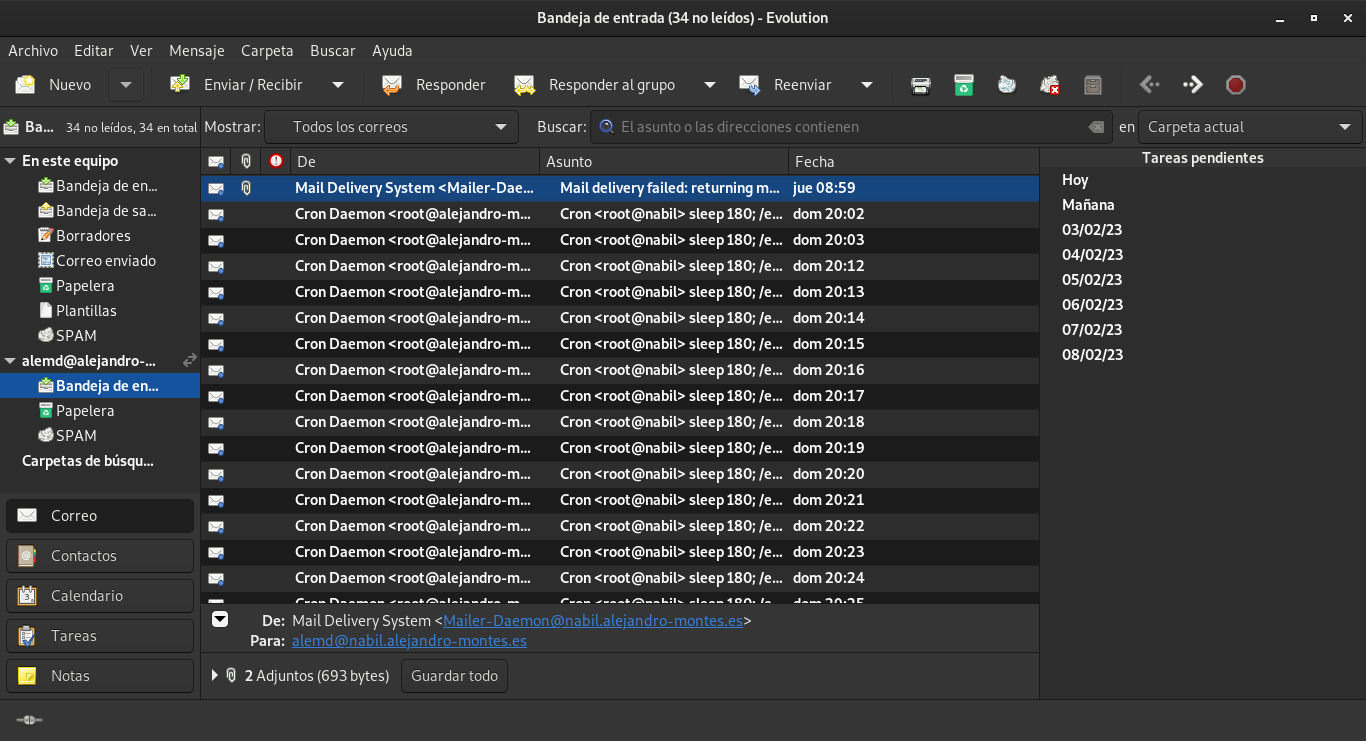 Bandeja de entrada (34 no leídos) - Evolution
Archivo Editar Ver Mensaje Carpeta Buscar Ayuda
Nuevo Enviar / Recibir Responder Responder al grupo Reenviar
Ba... 34 no leídos, 34 en total Mostrar: Todos los correos Buscar: El asunto o las direcciones contienen en Carpeta actual
En este equipo
Bandeja de en...
Bandeja de sa...
Borradores
Correo enviado
Papelera
Plantillas
SPAM
alemd@alejandro-...
Bandeja de en...
Papelera
SPAM
Carpetas de búsqu...
Correo
Contactos
Calendario
Tareas
Notas
De Asunto Fecha
Mail Delivery System <Mailer-Dae... Mail delivery failed: returning m... jue 08:59
Cron Daemon <root@alejandro-m... Cron <root@nabil> sleep 180; /e... dom 20:02
Cron Daemon <root@alejandro-m... Cron <root@nabil> sleep 180; /e... dom 20:03
Cron Daemon <root@alejandro-m... Cron <root@nabil> sleep 180; /e... dom 20:12
Cron Daemon <root@alejandro-m... Cron <root@nabil> sleep 180; /e... dom 20:13
Cron Daemon <root@alejandro-m... Cron <root@nabil> sleep 180; /e... dom 20:14
Cron Daemon <root@alejandro-m... Cron <root@nabil> sleep 180; /e... dom 20:15
Cron Daemon <root@alejandro-m... Cron <root@nabil> sleep 180; /e... dom 20:16
Cron Daemon <root@alejandro-m... Cron <root@nabil> sleep 180; /e... dom 20:17
Cron Daemon <root@alejandro-m... Cron <root@nabil> sleep 180; /e... dom 20:18
Cron Daemon <root@alejandro-m... Cron <root@nabil> sleep 180; /e... dom 20:19
Cron Daemon <root@alejandro-m... Cron <root@nabil> sleep 180; /e... dom 20:20
Cron Daemon <root@alejandro-m... Cron <root@nabil> sleep 180; /e... dom 20:21
Cron Daemon <root@alejandro-m... Cron <root@nabil> sleep 180; /e... dom 20:22
Cron Daemon <root@alejandro-m... Cron <root@nabil> sleep 180; /e... dom 20:23
Cron Daemon <root@alejandro-m... Cron <root@nabil> sleep 180; /e... dom 20:24
Cron Daemon <root@alejandro-m... Cron <root@nabil> sleep 180; /e... dom 20:25
De: Mail Delivery System <Mailer-Daemon@nabil.alejandro-montes.es>
Para: alemd@nabil.alejandro-montes.es
2 Adjuntos (693 bytes) Guardar todo
Tareas pendientes
Hoy
Mañana
03/02/23
04/02/23
05/02/23
06/02/23
07/02/23
08/02/23